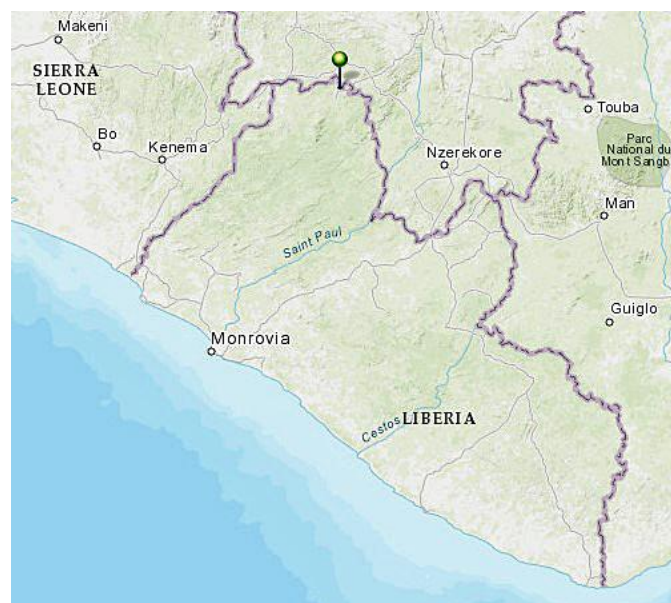 Makeni
SIERRA
LEONE
Bo
Kenema
Nzerekore
Touba
Parc
National du
Mont Sangb
Man
Saint Paul
Guiglo
Monrovia
Cestos
LIBERIA